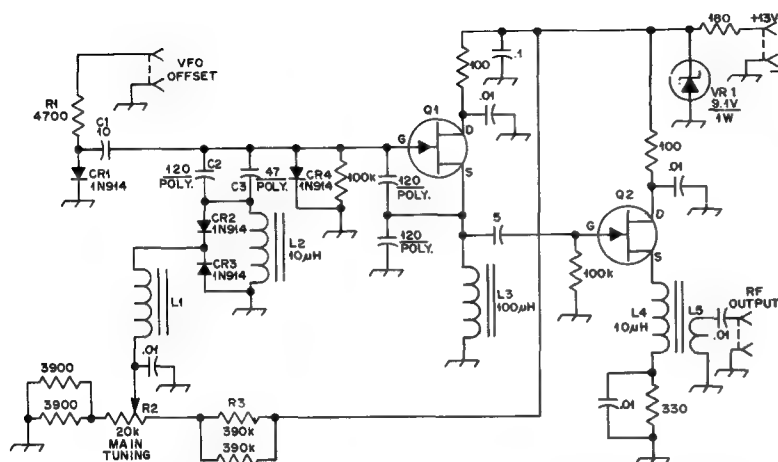 VFO
OFFSET
R1
4700
C1
10
CR1
1N914
120
POLY.
C2
47
POLY.
C3
CR4
1N914
100k
120
POLY.
120
POLY.
CR2
1N914
CR3
1N914
L2
10µH
L1
.01
3900
3900
R2
20k
MAIN
TUNING
R3
390k
390k
Q1
G
D
S
100
.1
.01
5
L3
100µH
100k
Q2
G
D
S
100
.01
180
+13V
VR1
9.1V
1W
L4
10µH
L5
.01
RF
OUTPUT
.01
330